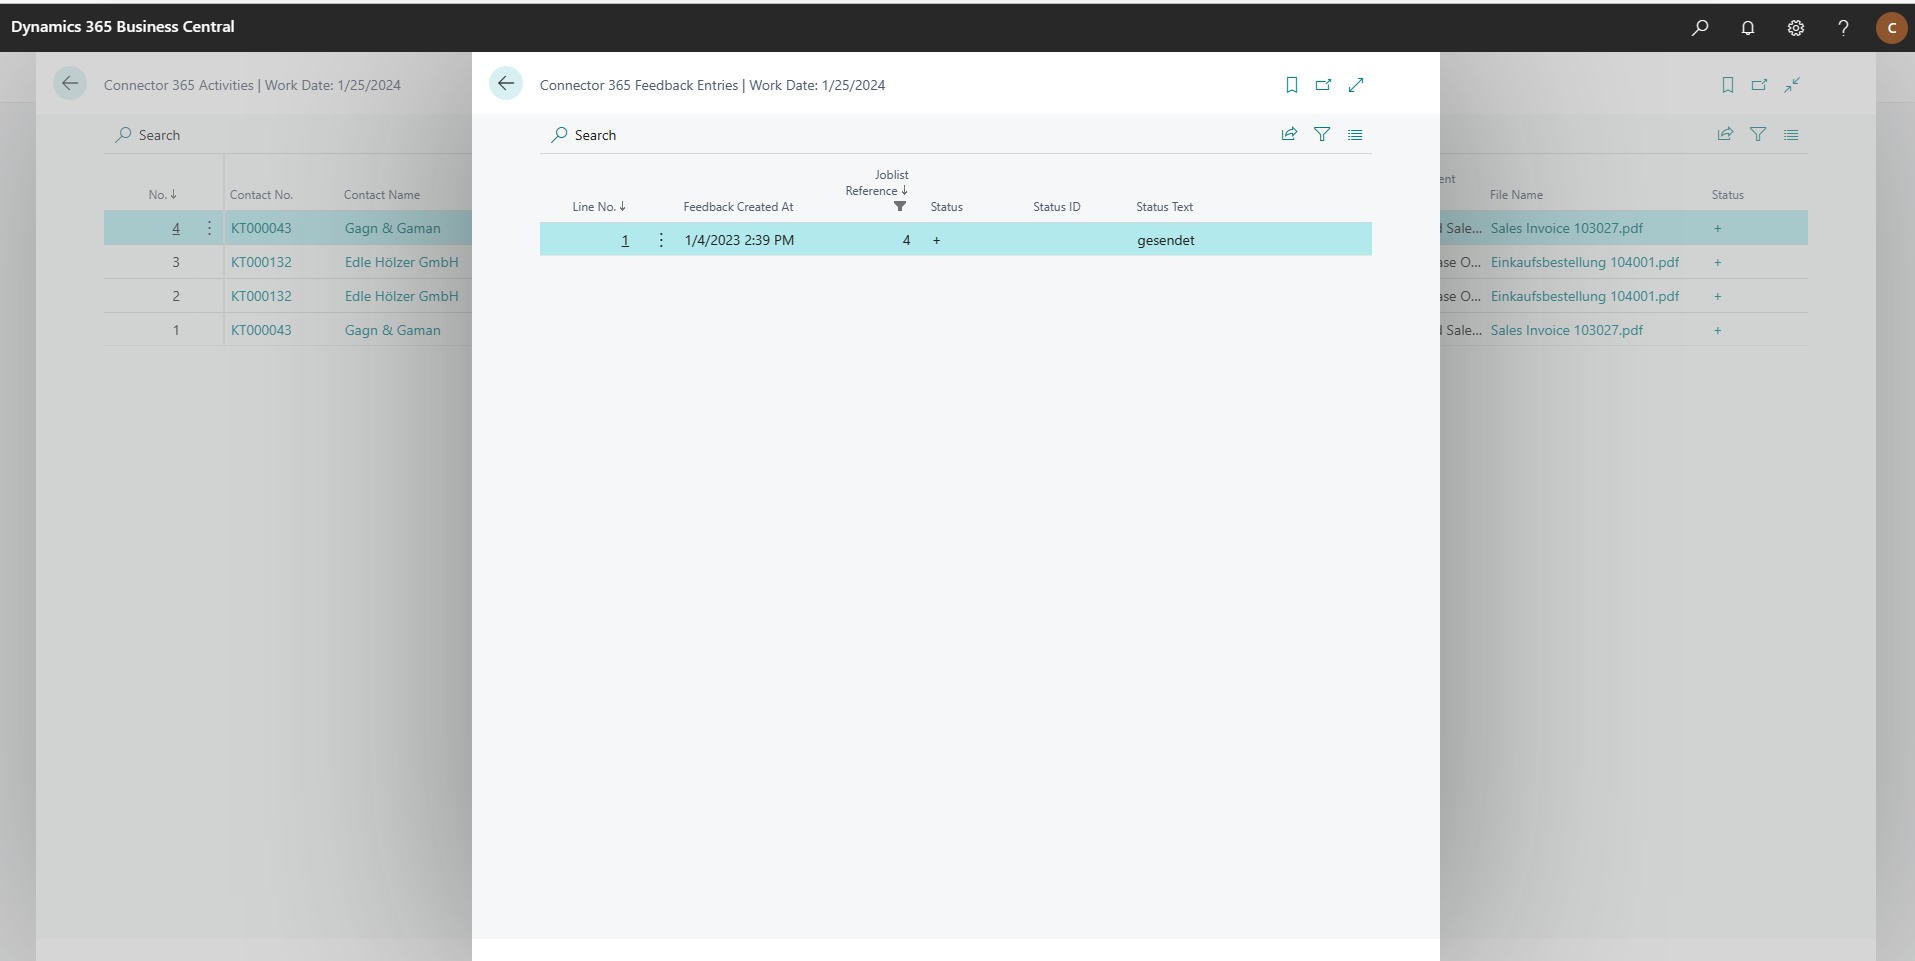 Dynamics 365 Business Central
? C
Connector 365 Activities | Work Date: 1/25/2024
Search
No. ↓ Contact No. Contact Name
4 KT000043 Gagn & Gaman
3 KT000132 Edle Hölzer GmbH
2 KT000132 Edle Hölzer GmbH
1 KT000043 Gagn & Gaman
Connector 365 Feedback Entries | Work Date: 1/25/2024
Search
Joblist
Reference ↓
Line No. ↓ Feedback Created At Status Status ID Status Text
1 1/4/2023 2:39 PM 4 + gesendet
ent
File Name Status
d Sale... Sales Invoice 103027.pdf +
ase O... Einkaufsbestellung 104001.pdf +
ase O... Einkaufsbestellung 104001.pdf +
d Sale... Sales Invoice 103027.pdf +